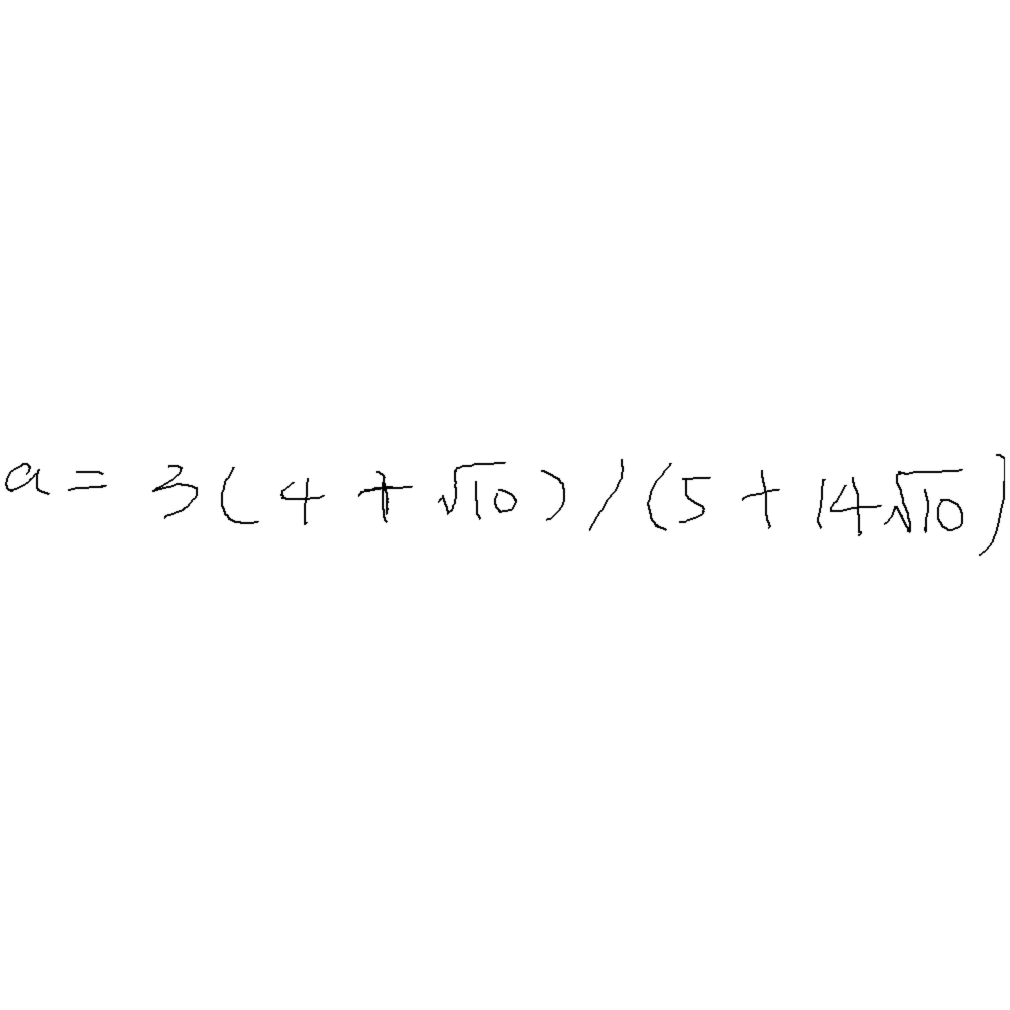 a = 3(4 + √10) / (5 + 14√10)